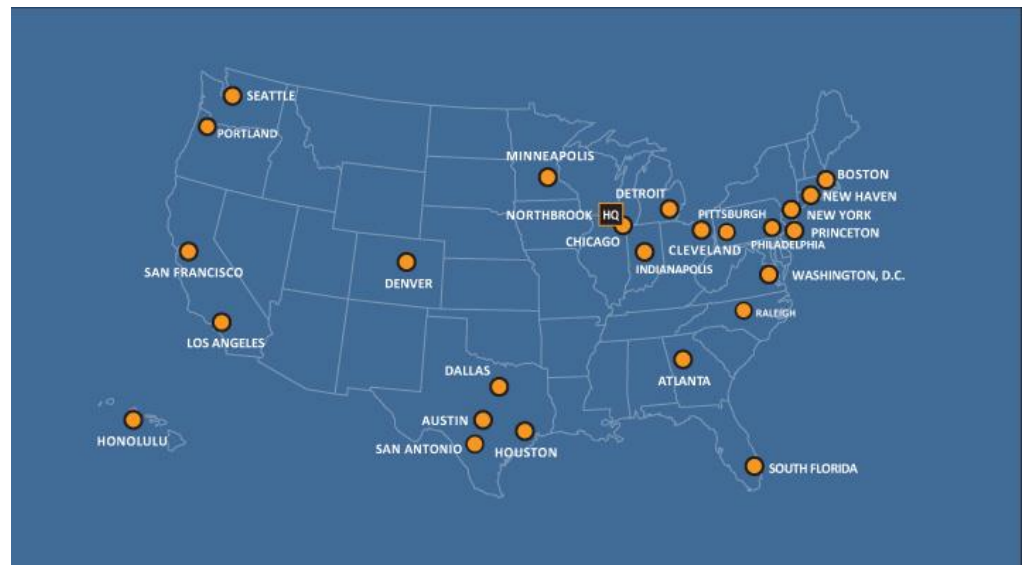 SEATTLE
PORTLAND
MINNEAPOLIS
BOSTON
DETROIT
NEW HAVEN
NORTHBROOK
HQ
PITTSBURGH
NEW YORK
CHICAGO
CLEVELAND
PRINCETON
PHILADELPHIA
SAN FRANCISCO
INDIANAPOLIS
DENVER
WASHINGTON, D.C.
RALEIGH
LOS ANGELES
DALLAS
ATLANTA
AUSTIN
HONOLULU
SAN ANTONIO
HOUSTON
SOUTH FLORIDA